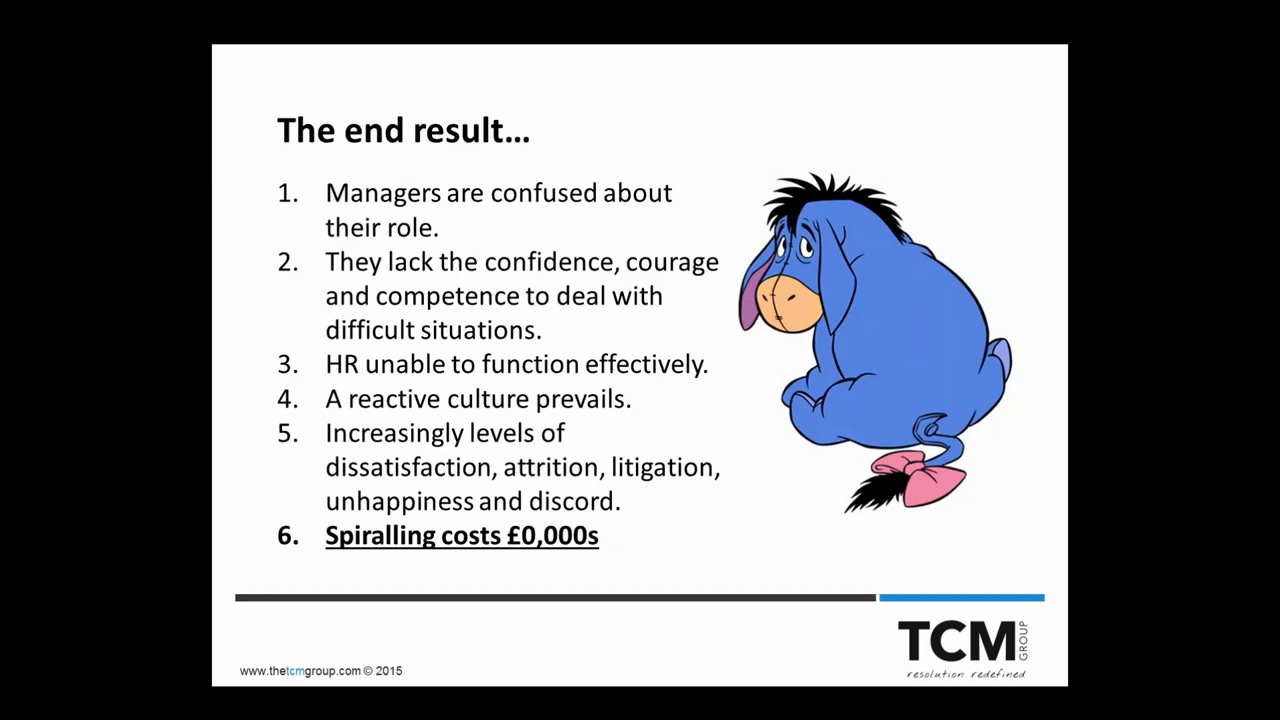 The end result...
1. Managers are confused about
their role.
2. They lack the confidence, courage
and competence to deal with
difficult situations.
3. HR unable to function effectively.
4. A reactive culture prevails.
5. Increasingly levels of
dissatisfaction, attrition, litigation,
unhappiness and discord.
6. Spiralling costs £0,000s
TCM GROUP
resolution redefined
www.thetcmgroup.com © 2015